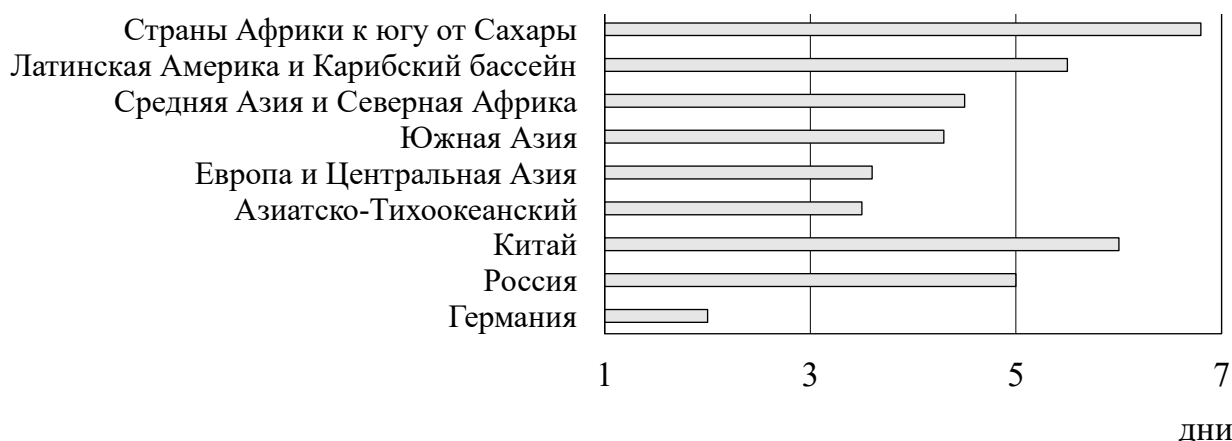 Страны Африки к югу от Сахары
Латинская Америка и Карибский бассейн
Средняя Азия и Северная Африка
Южная Азия
Европа и Центральная Азия
Азиатско-Тихоокеанский
Китай
Россия
Германия
1 3 5 7
дни